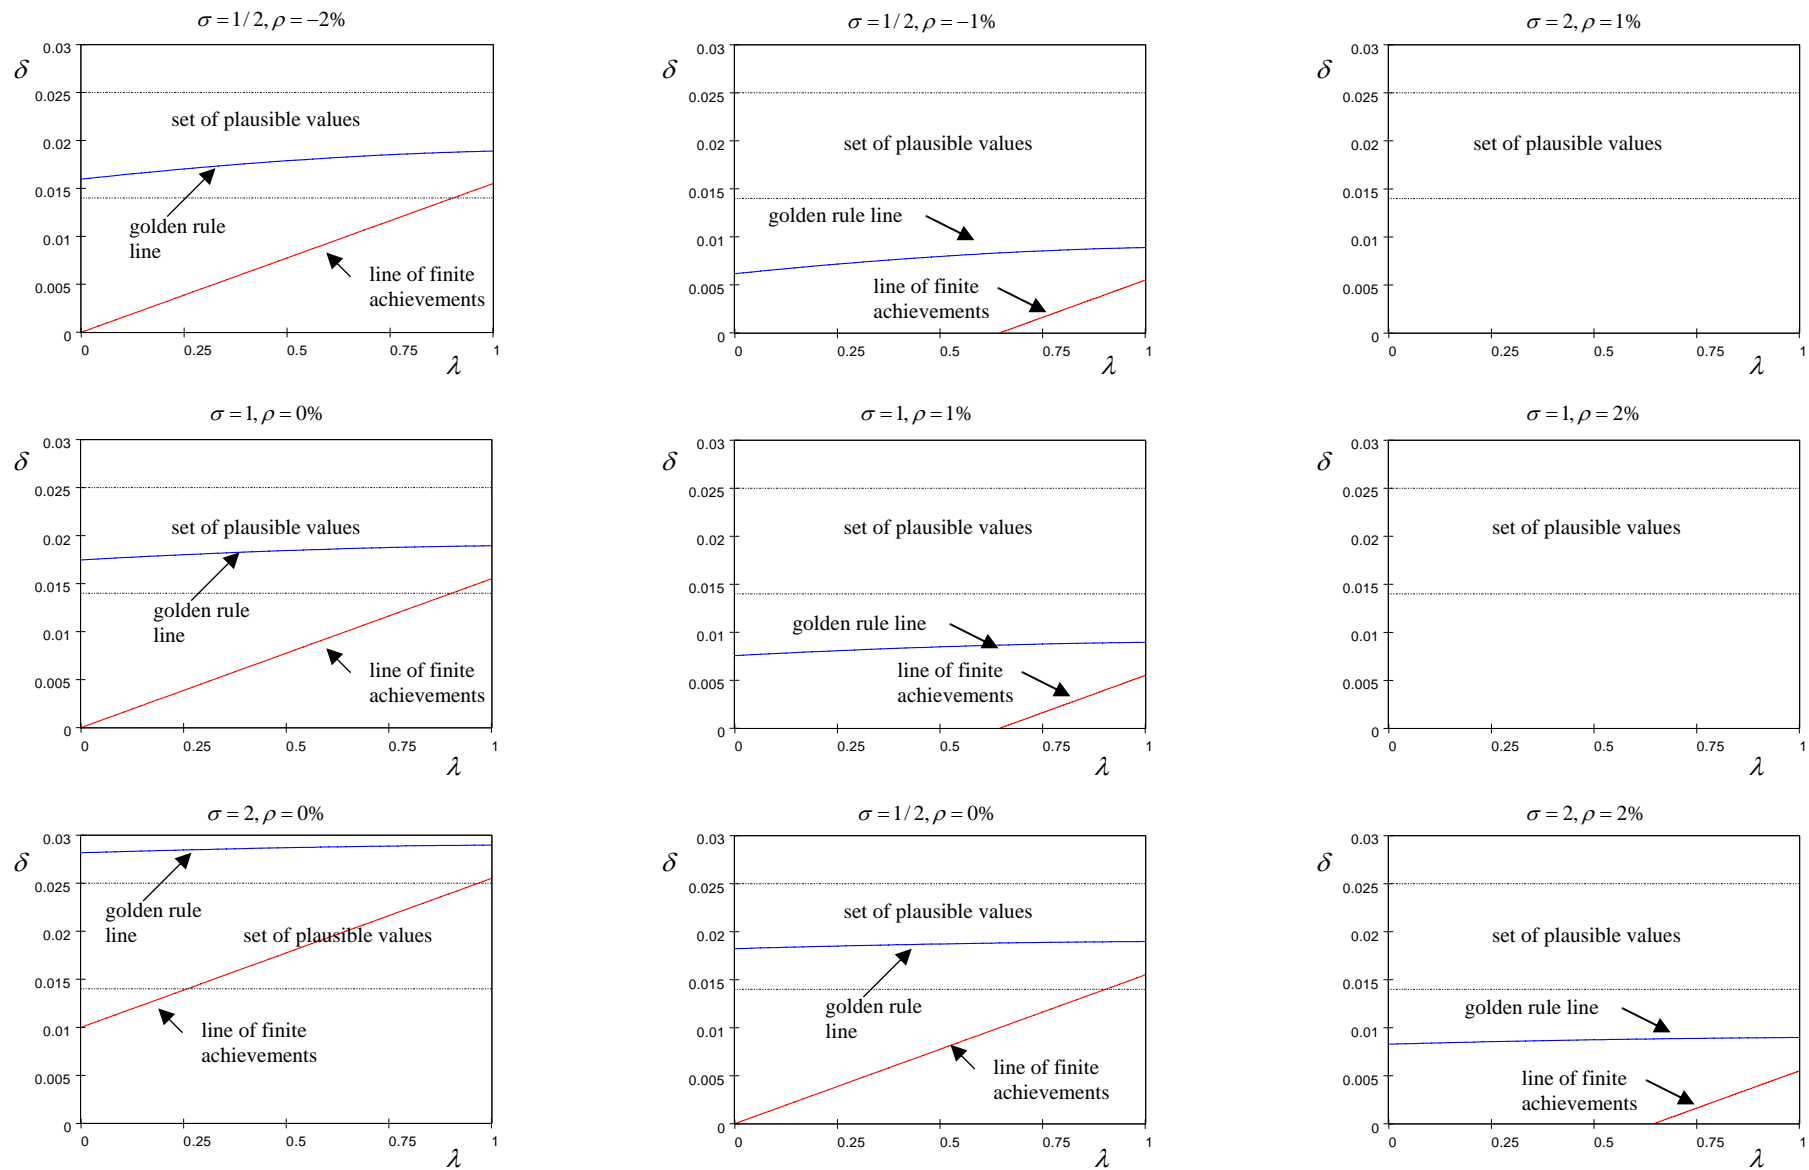 σ = 1/2, ρ = −2%
0.03
δ
0.025
set of plausible values
0.02
0.015
golden rule
line
0.01
line of finite
achievements
0.005
0
0
0.25
0.5
0.75
1
λ
σ = 1/2, ρ = −1%
0.03
δ
0.025
set of plausible values
0.02
0.015
golden rule line
0.01
line of finite
achievements
0.005
0
0
0.25
0.5
0.75
1
λ
σ = 2, ρ = 1%
0.03
δ
0.025
set of plausible values
0.02
0.015
0.01
0.005
0
0
0.25
0.5
0.75
1
λ
σ = 1, ρ = 0%
0.03
δ
0.025
set of plausible values
0.02
0.015
golden rule
line
0.01
line of finite
achievements
0.005
0
0
0.25
0.5
0.75
1
λ
σ = 1, ρ = 1%
0.03
δ
0.025
set of plausible values
0.02
0.015
golden rule line
0.01
line of finite
achievements
0.005
0
0
0.25
0.5
0.75
1
λ
σ = 1, ρ = 2%
0.03
δ
0.025
set of plausible values
0.02
0.015
0.01
0.005
0
0
0.25
0.5
0.75
1
λ
σ = 2, ρ = 0%
0.03
δ
0.025
golden rule
line
set of plausible values
0.02
0.015
0.01
line of finite
achievements
0.005
0
0
0.25
0.5
0.75
1
λ
σ = 1/2, ρ = 0%
0.03
δ
0.025
set of plausible values
0.02
0.015
golden rule
line
0.01
line of finite
achievements
0.005
0
0
0.25
0.5
0.75
1
λ
σ = 2, ρ = 2%
0.03
δ
0.025
set of plausible values
0.02
0.015
golden rule line
0.01
line of finite
achievements
0.005
0
0
0.25
0.5
0.75
1
λ